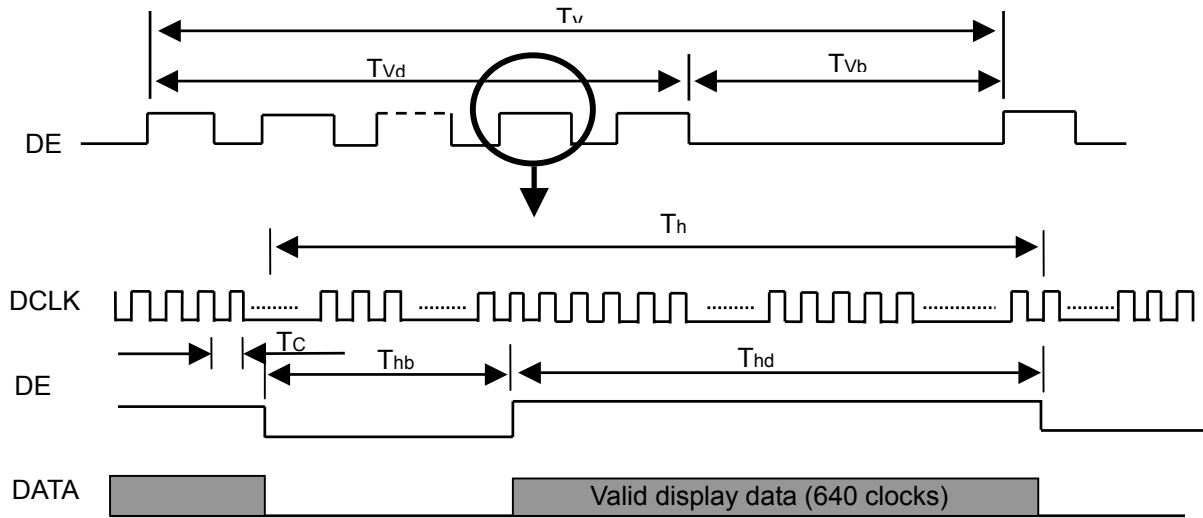 Tv
TVd
TVb
DE
Th
DCLK
TC
Thb
Thd
DE
DATA
Valid display data (640 clocks)